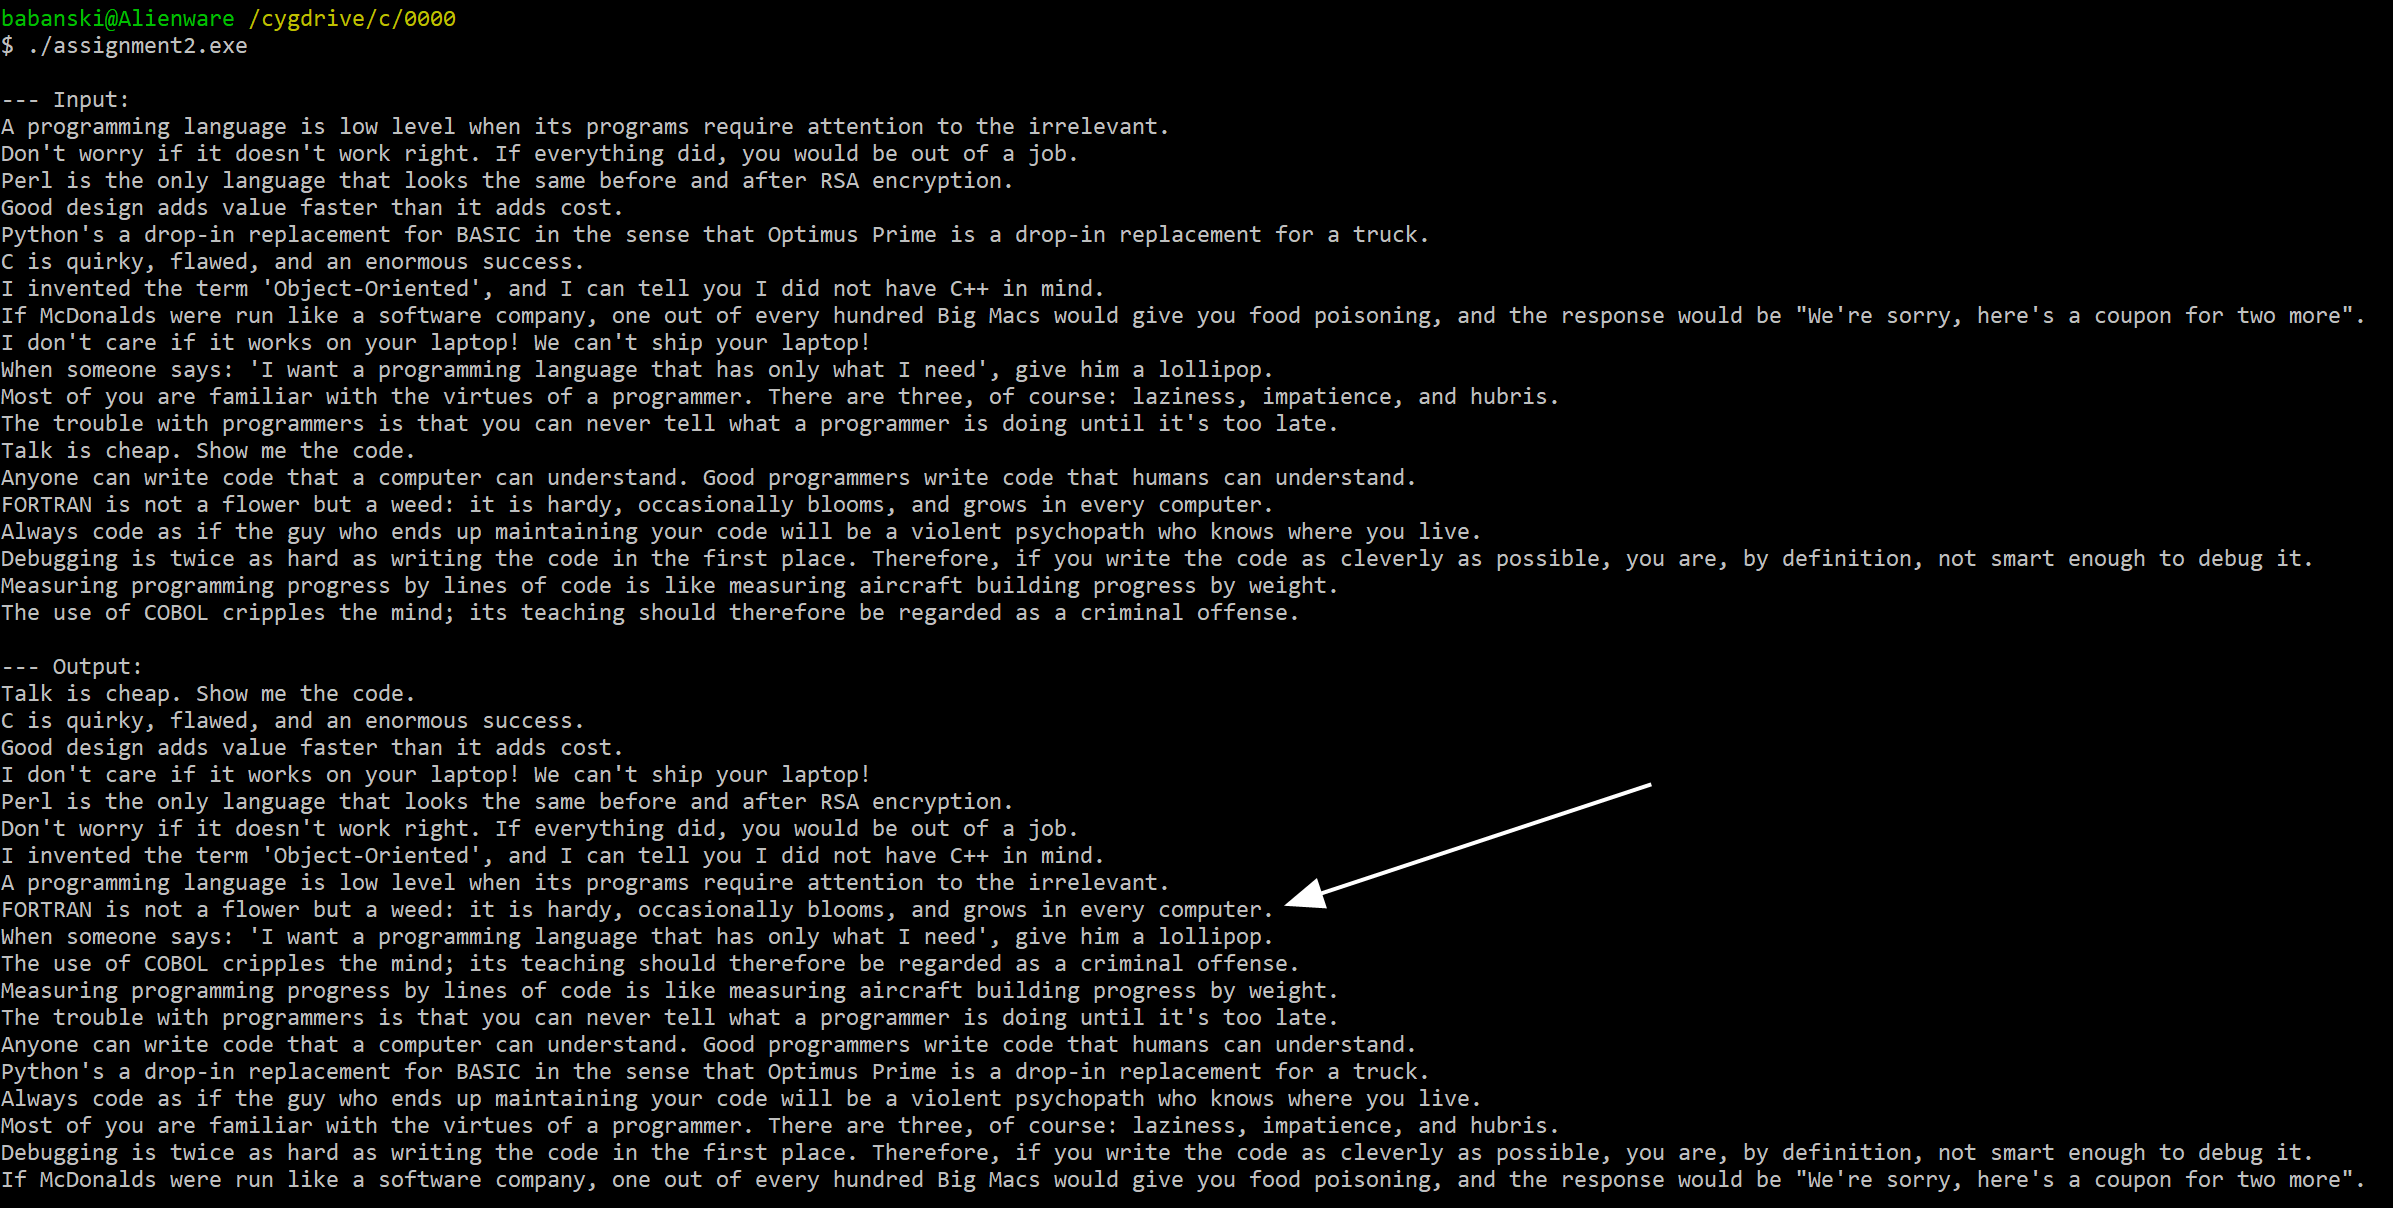 babanski@Alienware /cygdrive/c/0000
$ ./assignment2.exe
--- Input:
A programming language is low level when its programs require attention to the irrelevant.
Don't worry if it doesn't work right. If everything did, you would be out of a job.
Perl is the only language that looks the same before and after RSA encryption.
Good design adds value faster than it adds cost.
Python's a drop-in replacement for BASIC in the sense that Optimus Prime is a drop-in replacement for a truck.
C is quirky, flawed, and an enormous success.
I invented the term 'Object-Oriented', and I can tell you I did not have C++ in mind.
If McDonalds were run like a software company, one out of every hundred Big Macs would give you food poisoning, and the response would be "We're sorry, here's a coupon for two more".
I don't care if it works on your laptop! We can't ship your laptop!
When someone says: 'I want a programming language that has only what I need', give him a lollipop.
Most of you are familiar with the virtues of a programmer. There are three, of course: laziness, impatience, and hubris.
The trouble with programmers is that you can never tell what a programmer is doing until it's too late.
Talk is cheap. Show me the code.
Anyone can write code that a computer can understand. Good programmers write code that humans can understand.
FORTRAN is not a flower but a weed: it is hardy, occasionally blooms, and grows in every computer.
Always code as if the guy who ends up maintaining your code will be a violent psychopath who knows where you live.
Debugging is twice as hard as writing the code in the first place. Therefore, if you write the code as cleverly as possible, you are, by definition, not smart enough to debug it.
Measuring programming progress by lines of code is like measuring aircraft building progress by weight.
The use of COBOL cripples the mind; its teaching should therefore be regarded as a criminal offense.
--- Output:
Talk is cheap. Show me the code.
C is quirky, flawed, and an enormous success.
Good design adds value faster than it adds cost.
I don't care if it works on your laptop! We can't ship your laptop!
Perl is the only language that looks the same before and after RSA encryption.
Don't worry if it doesn't work right. If everything did, you would be out of a job.
I invented the term 'Object-Oriented', and I can tell you I did not have C++ in mind.
A programming language is low level when its programs require attention to the irrelevant.
FORTRAN is not a flower but a weed: it is hardy, occasionally blooms, and grows in every computer.
When someone says: 'I want a programming language that has only what I need', give him a lollipop.
The use of COBOL cripples the mind; its teaching should therefore be regarded as a criminal offense.
Measuring programming progress by lines of code is like measuring aircraft building progress by weight.
The trouble with programmers is that you can never tell what a programmer is doing until it's too late.
Anyone can write code that a computer can understand. Good programmers write code that humans can understand.
Python's a drop-in replacement for BASIC in the sense that Optimus Prime is a drop-in replacement for a truck.
Always code as if the guy who ends up maintaining your code will be a violent psychopath who knows where you live.
Most of you are familiar with the virtues of a programmer. There are three, of course: laziness, impatience, and hubris.
Debugging is twice as hard as writing the code in the first place. Therefore, if you write the code as cleverly as possible, you are, by definition, not smart enough to debug it.
If McDonalds were run like a software company, one out of every hundred Big Macs would give you food poisoning, and the response would be "We're sorry, here's a coupon for two more".